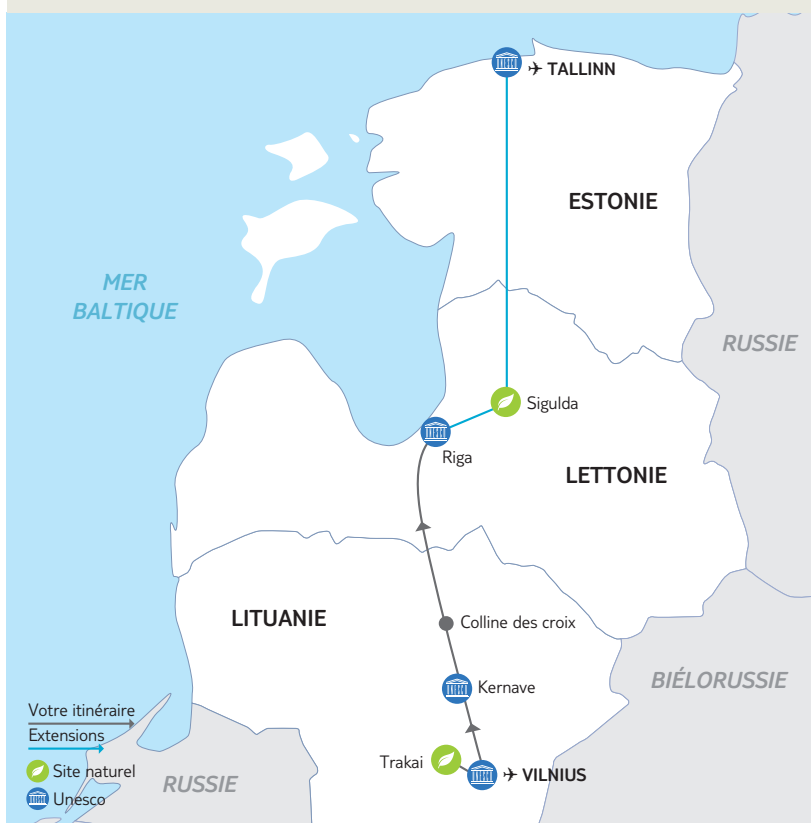 TALLINN
ESTONIE
MER
BALTIQUE
RUSSIE
Sigulda
Riga
LETTONIE
LITUANIE
Colline des croix
Kernave
BIÉLORUSSIE
Votre itinéraire
Extensions
Trakai
VILNIUS
Site naturel
RUSSIE
Unesco